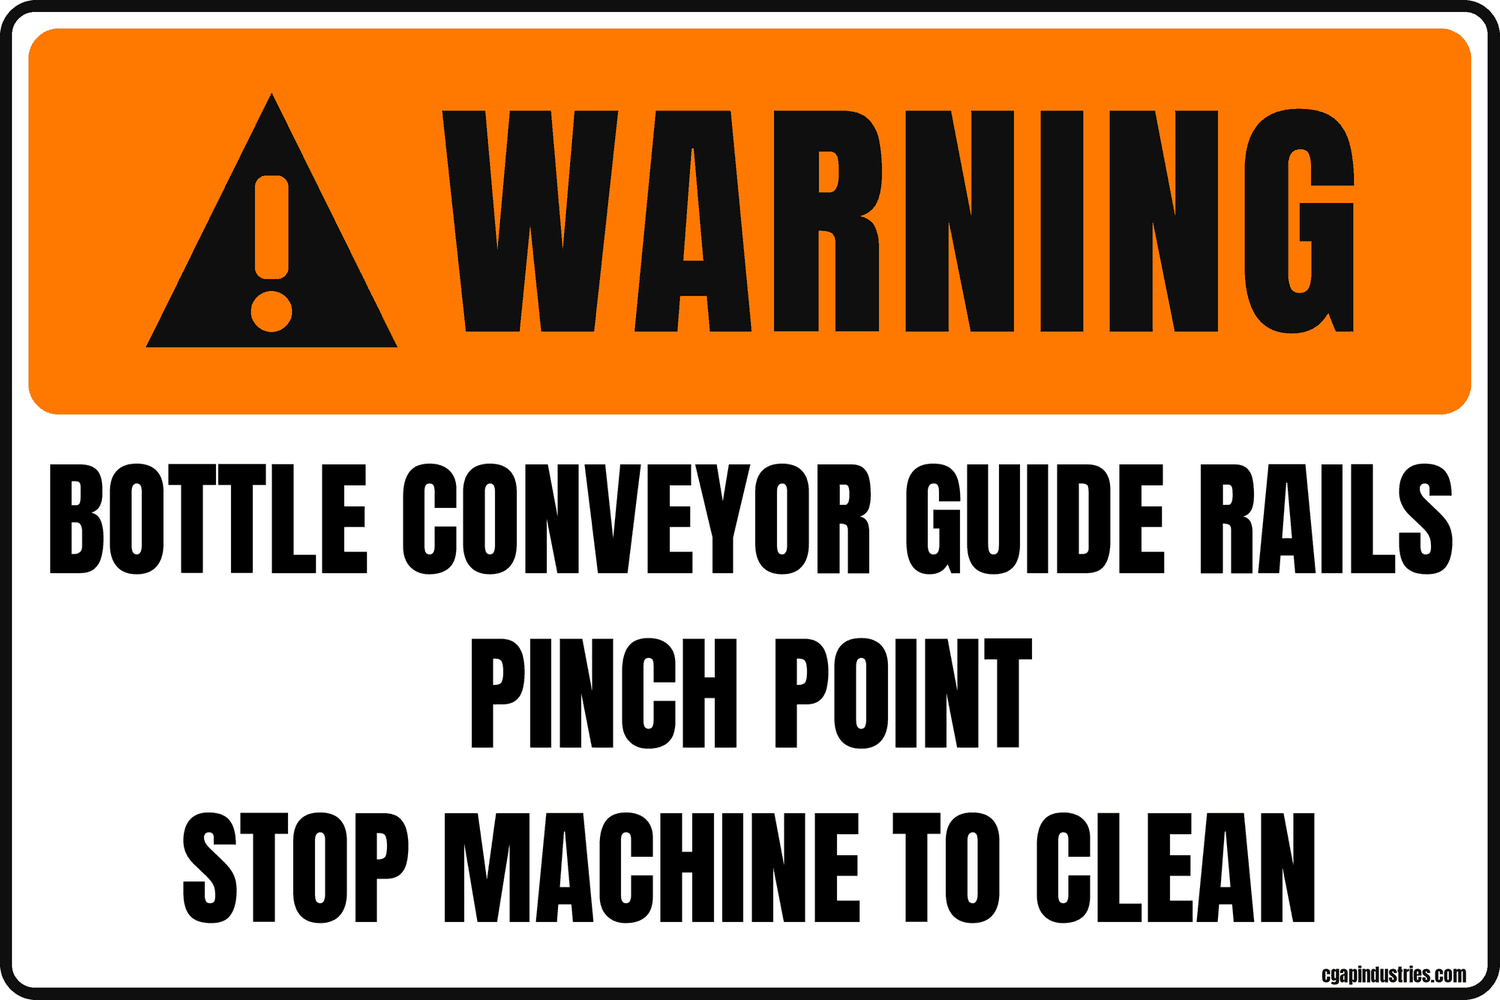 WARNING
BOTTLE CONVEYOR GUIDE RAILS
PINCH POINT
STOP MACHINE TO CLEAN
cgapindustries.com